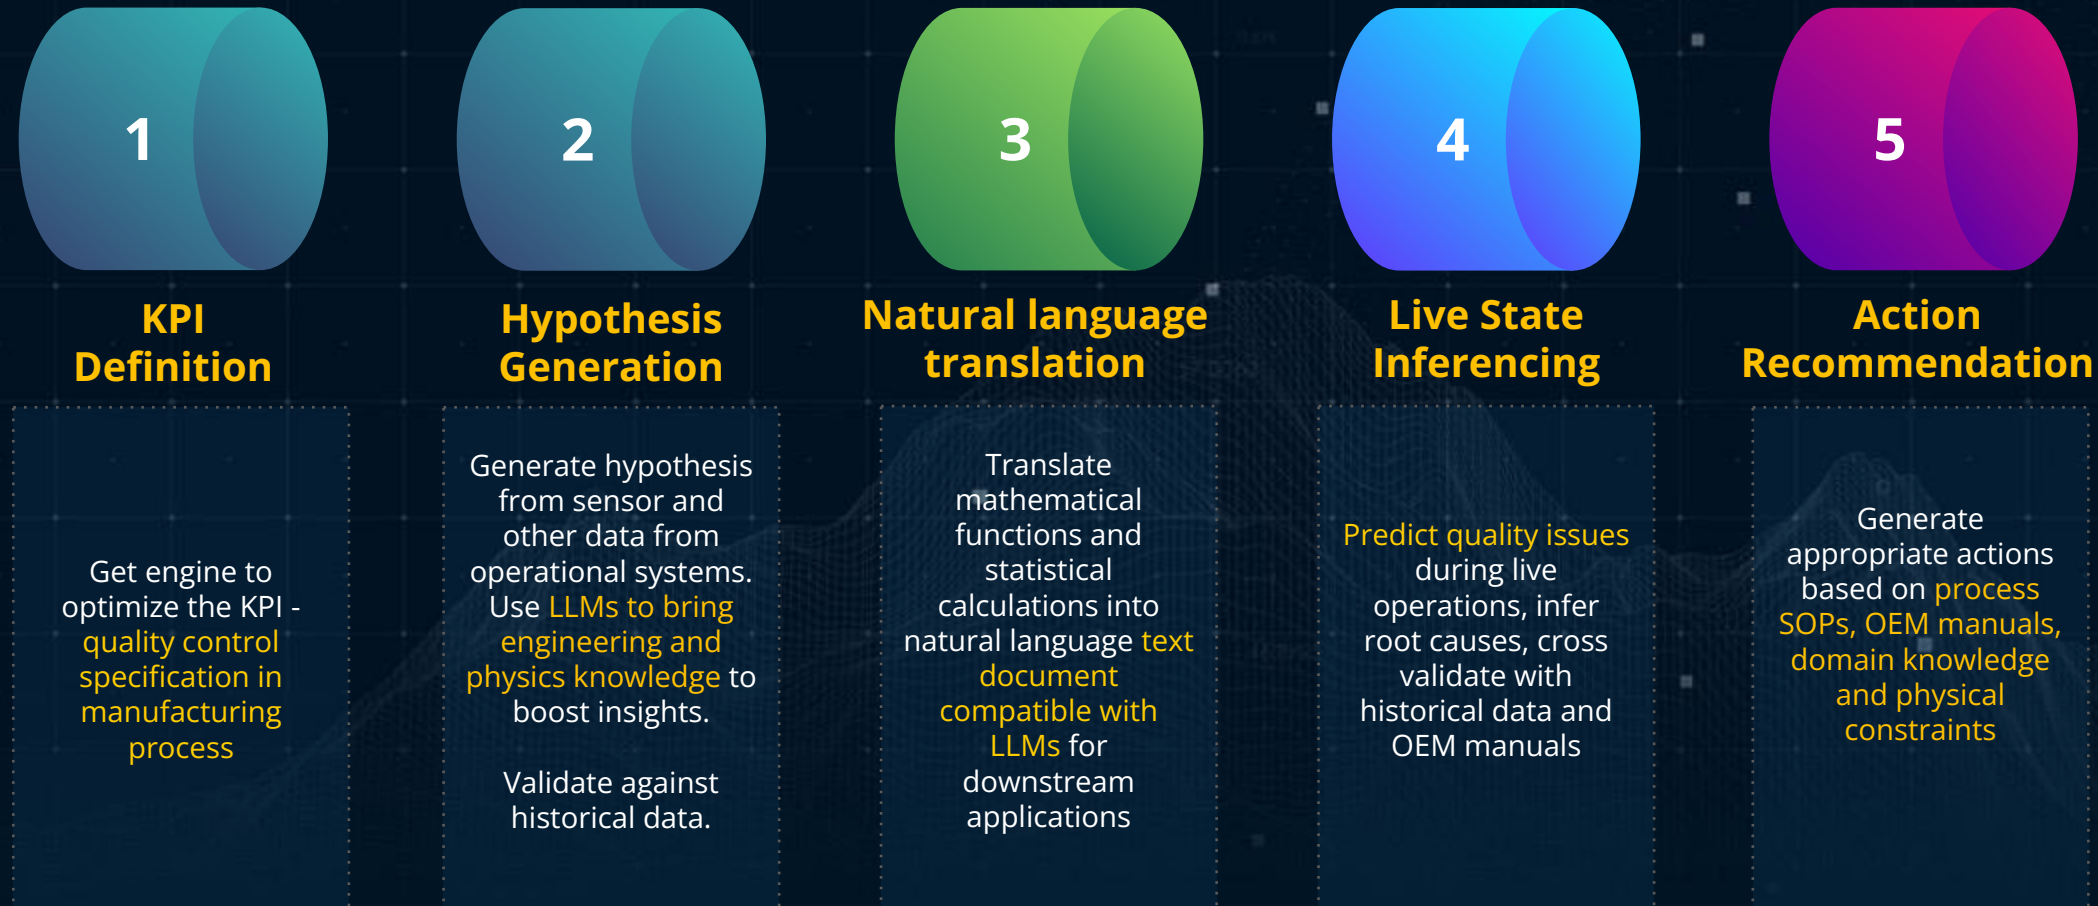 1
KPI
Definition
Get engine to
optimize the KPI -
quality control
specification in
manufacturing
process
2
Hypothesis
Generation
Generate hypothesis
from sensor and
other data from
operational systems.
Use LLMs to bring
engineering and
physics knowledge to
boost insights.
Validate against
historical data.
3
Natural language
translation
Translate
mathematical
functions and
statistical
calculations into
natural language text
document
compatible with
LLMs for
downstream
applications
4
Live State
Inferencing
Predict quality issues
during live
operations, infer
root causes, cross
validate with
historical data and
OEM manuals
5
Action
Recommendation
Generate
appropriate actions
based on process
SOPs, OEM manuals,
domain knowledge
and physical
constraints